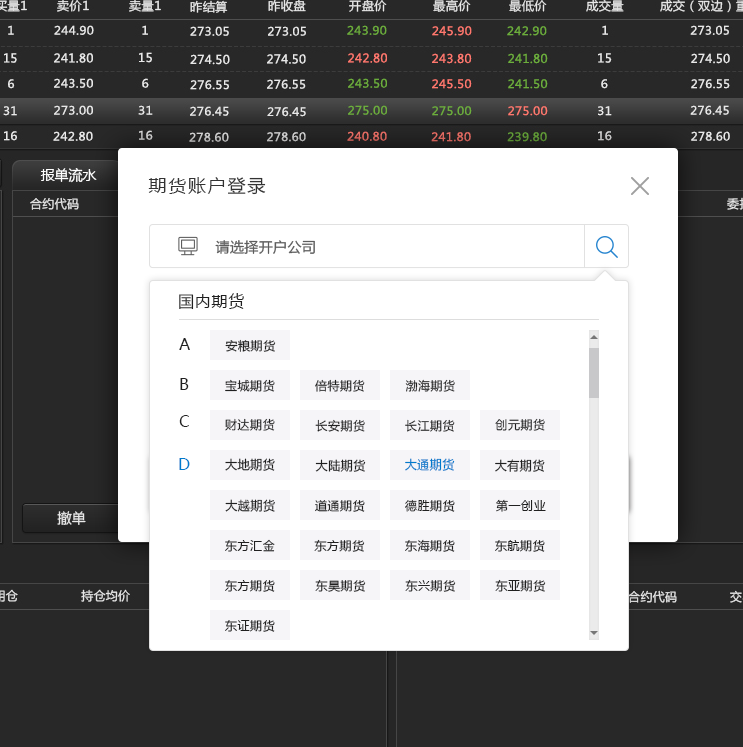 买量1 卖价1 卖量1 昨结算 昨收盘 开盘价 最高价 最低价 成交量 成交（双边）重
1 244.90 1 273.05 273.05 243.90 245.90 242.90 1 273.05
15 241.80 15 274.50 274.50 242.80 243.80 241.80 15 274.50
6 243.50 6 276.55 276.55 243.50 245.50 241.50 6 276.55
31 273.00 31 276.45 276.45 275.00 275.00 275.00 31 276.45
16 242.80 16 278.60 278.60 240.80 241.80 239.80 16 278.60
报单流水
合约代码
委
期货账户登录
请选择开户公司
国内期货
A 安粮期货
B 宝城期货 倍特期货 渤海期货
C 财达期货 长安期货 长江期货 创元期货
D 大地期货 大陆期货 大通期货 大有期货
大越期货 道通期货 德胜期货 第一创业
东方汇金 东方期货 东海期货 东航期货
东方期货 东昊期货 东兴期货 东亚期货
东证期货
撤单
用仓 持仓均价 合约代码 交